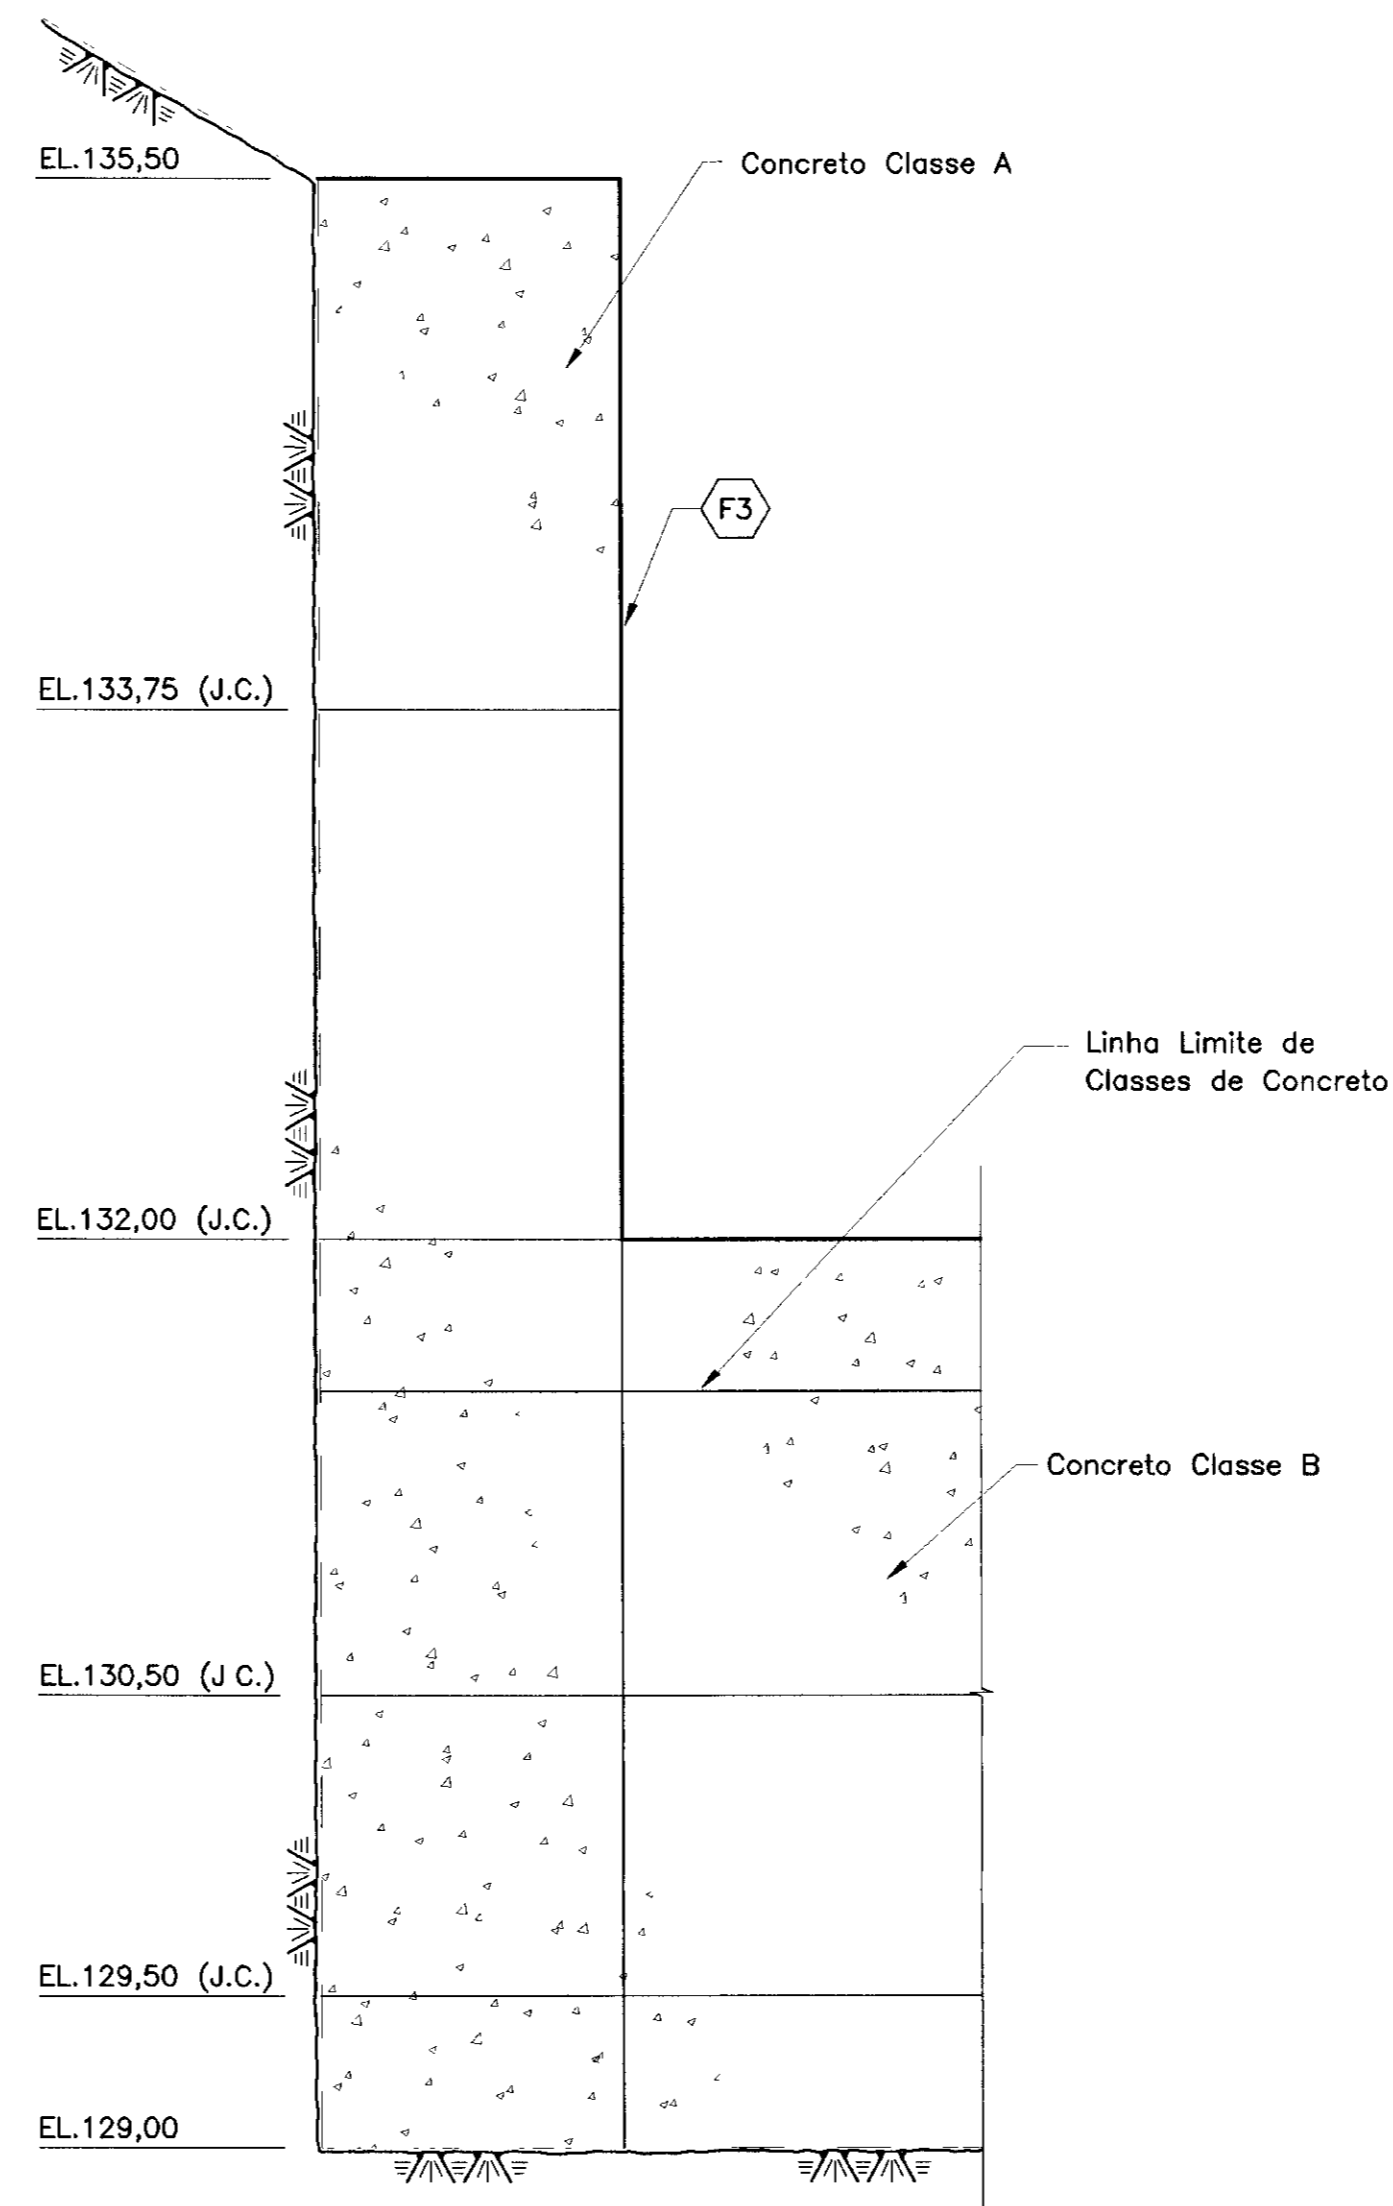 EL.135,50
Concreto Classe A
F3
EL.133,75 (J.C.)
Linha Limite de
Classes de Concreto
EL.132,00 (J.C.)
Concreto Classe B
EL.130,50 (J C.)
EL.129,50 (J.C.)
EL.129,00